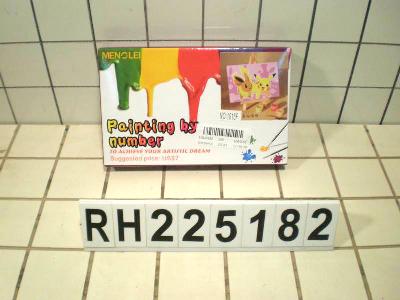 MENGLEI
Painting by
number
TO ACHIEVE YOUR ARTISTIC DREAM
RH225182